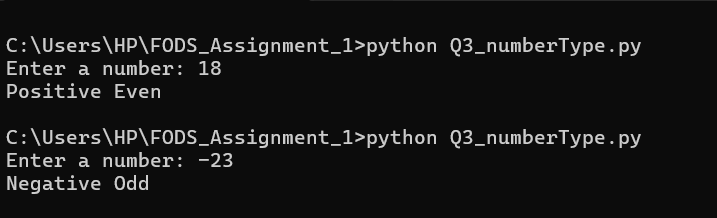 C:\Users\HP\FODS_Assignment_1>python Q3_numberType.py
Enter a number: 18
Positive Even
C:\Users\HP\FODS_Assignment_1>python Q3_numberType.py
Enter a number: -23
Negative Odd